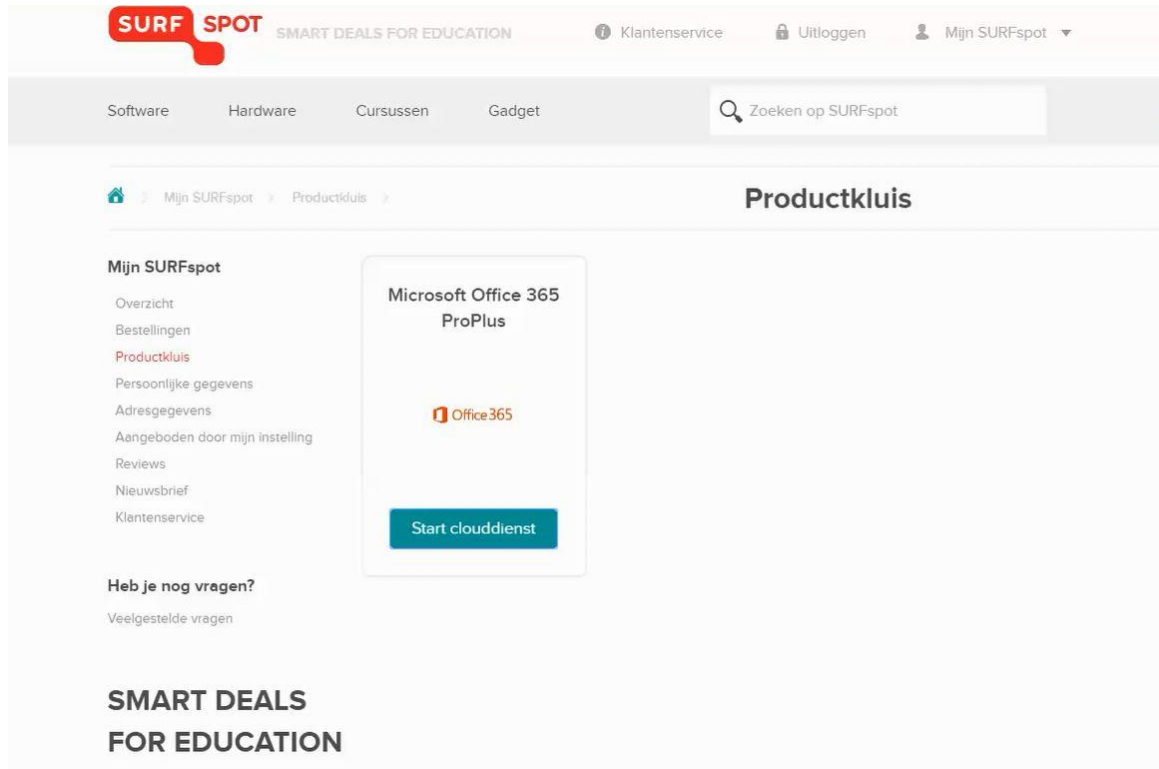 SURF SPOT SMART DEALS FOR EDUCATION Klantenservice Uitloggen Mijn SURFspot
Software Hardware Cursussen Gadget Zoeken op SURFspot
Mijn SURFspot Productkluis
Productkluis
Mijn SURFspot
Overzicht
Bestellingen
Productkluis
Persoonlijke gegevens
Adresgegevens
Aangeboden door mijn instelling
Reviews
Nieuwsbrief
Klantenservice
Heb je nog vragen?
Veelgestelde vragen
Microsoft Office 365
ProPlus
Office 365
Start clouddienst
SMART DEALS
FOR EDUCATION